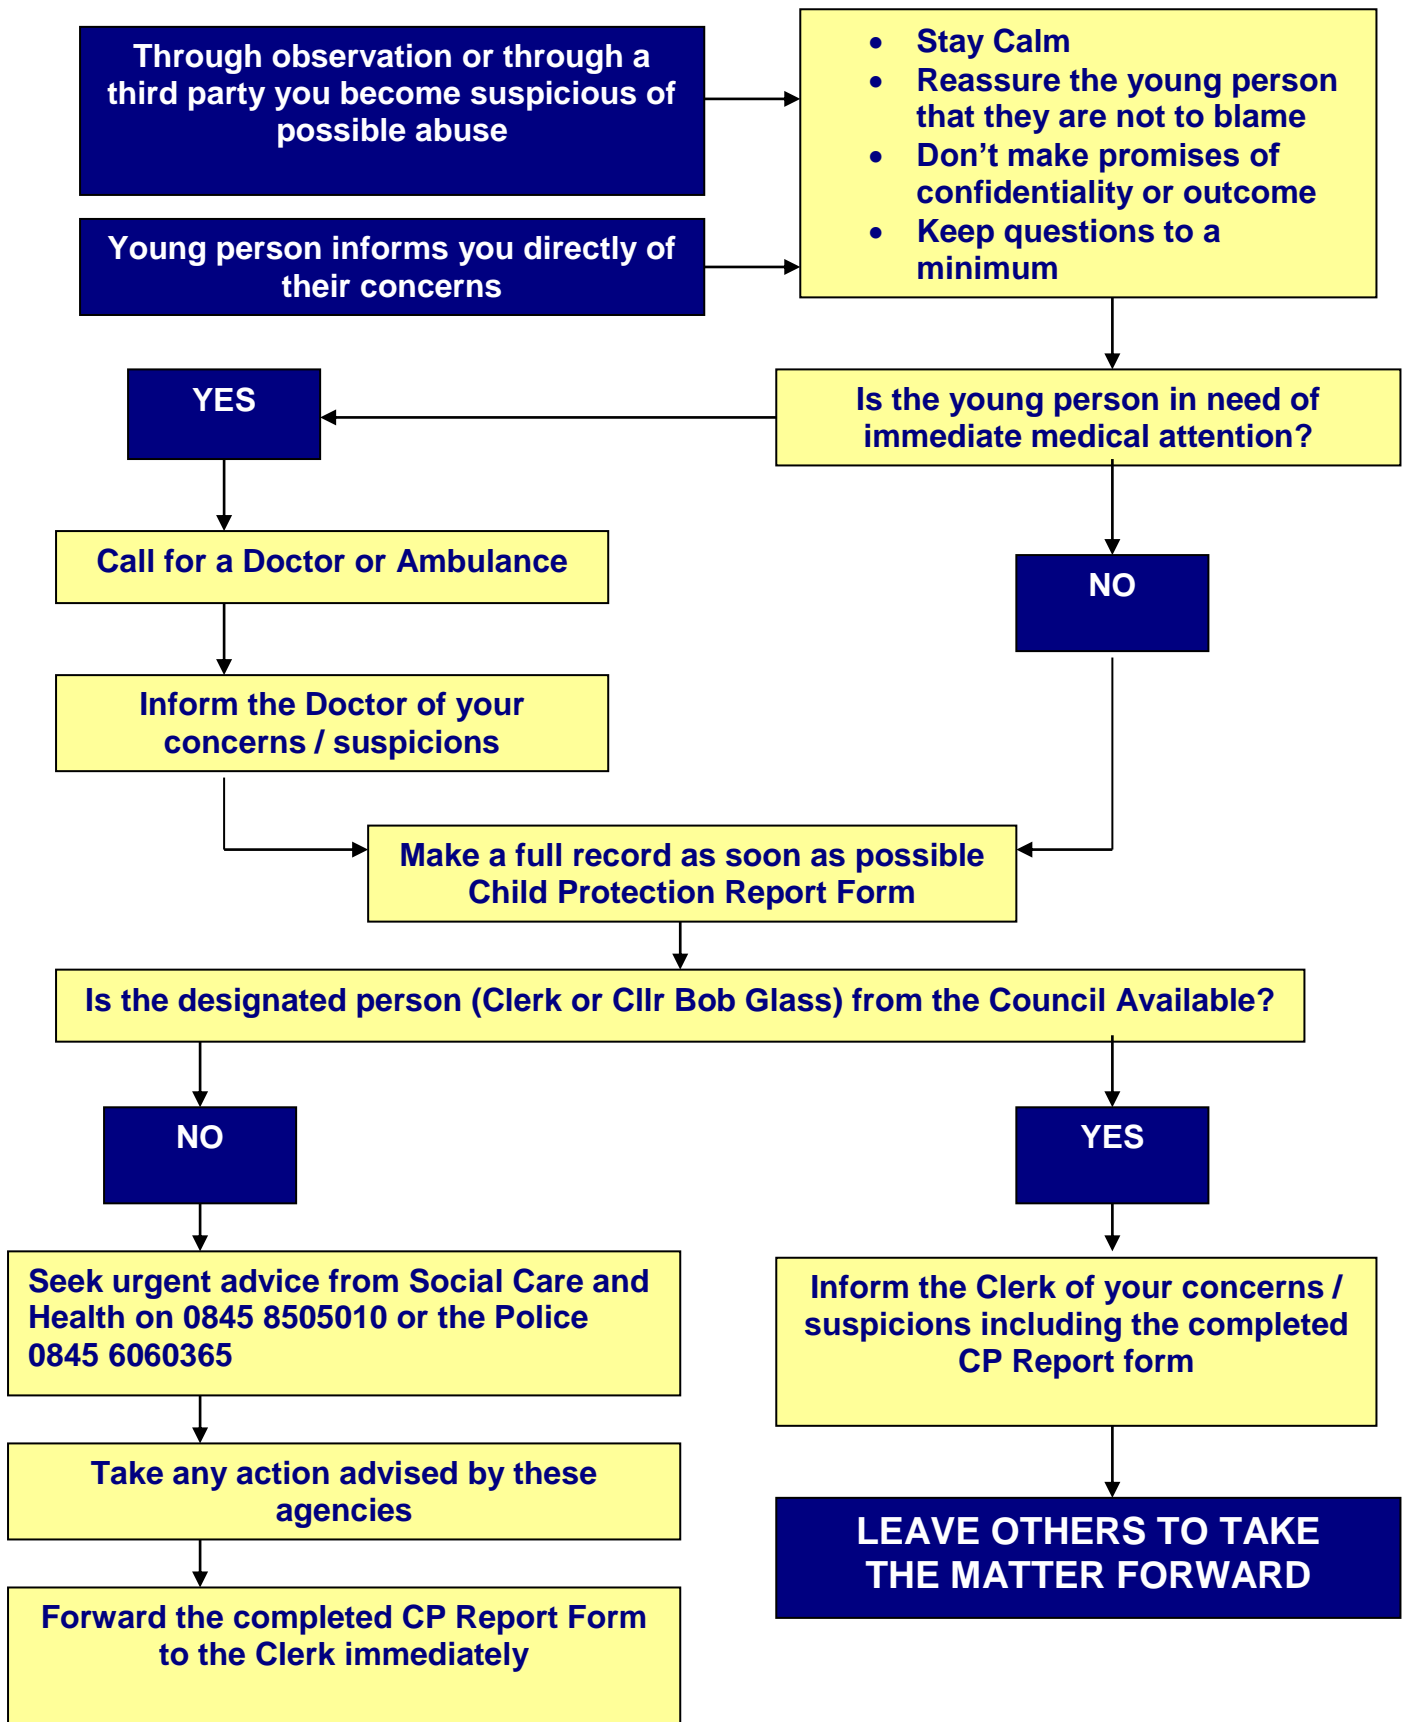 Through observation or through a
third party you become suspicious of
possible abuse
• Stay Calm
• Reassure the young person
that they are not to blame
• Don’t make promises of
confidentiality or outcome
• Keep questions to a
minimum
Young person informs you directly of
their concerns
YES
Is the young person in need of
immediate medical attention?
Call for a Doctor or Ambulance
NO
Inform the Doctor of your
concerns / suspicions
Make a full record as soon as possible
Child Protection Report Form
Is the designated person (Clerk or Cllr Bob Glass) from the Council Available?
NO
YES
Seek urgent advice from Social Care and
Health on 0845 8505010 or the Police
0845 6060365
Inform the Clerk of your concerns /
suspicions including the completed
CP Report form
Take any action advised by these
agencies
LEAVE OTHERS TO TAKE
THE MATTER FORWARD
Forward the completed CP Report Form
to the Clerk immediately